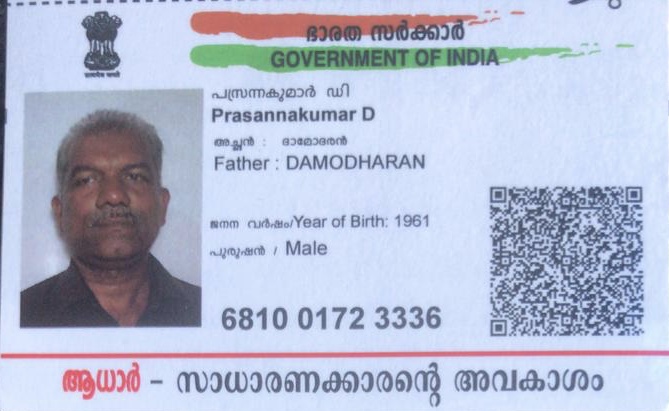 ഭാരത സർക്കാർ
GOVERNMENT OF INDIA
പ്രസന്നകുമാർ ഡി
Prasannakumar D
അച്ഛൻ : ദാമോദരൻ
Father : DAMODHARAN
ജനന വർഷം/Year of Birth: 1961
പുരുഷൻ / Male
6810 0172 3336
ആധാർ - സാധാരണക്കാരന്റെ അവകാശം